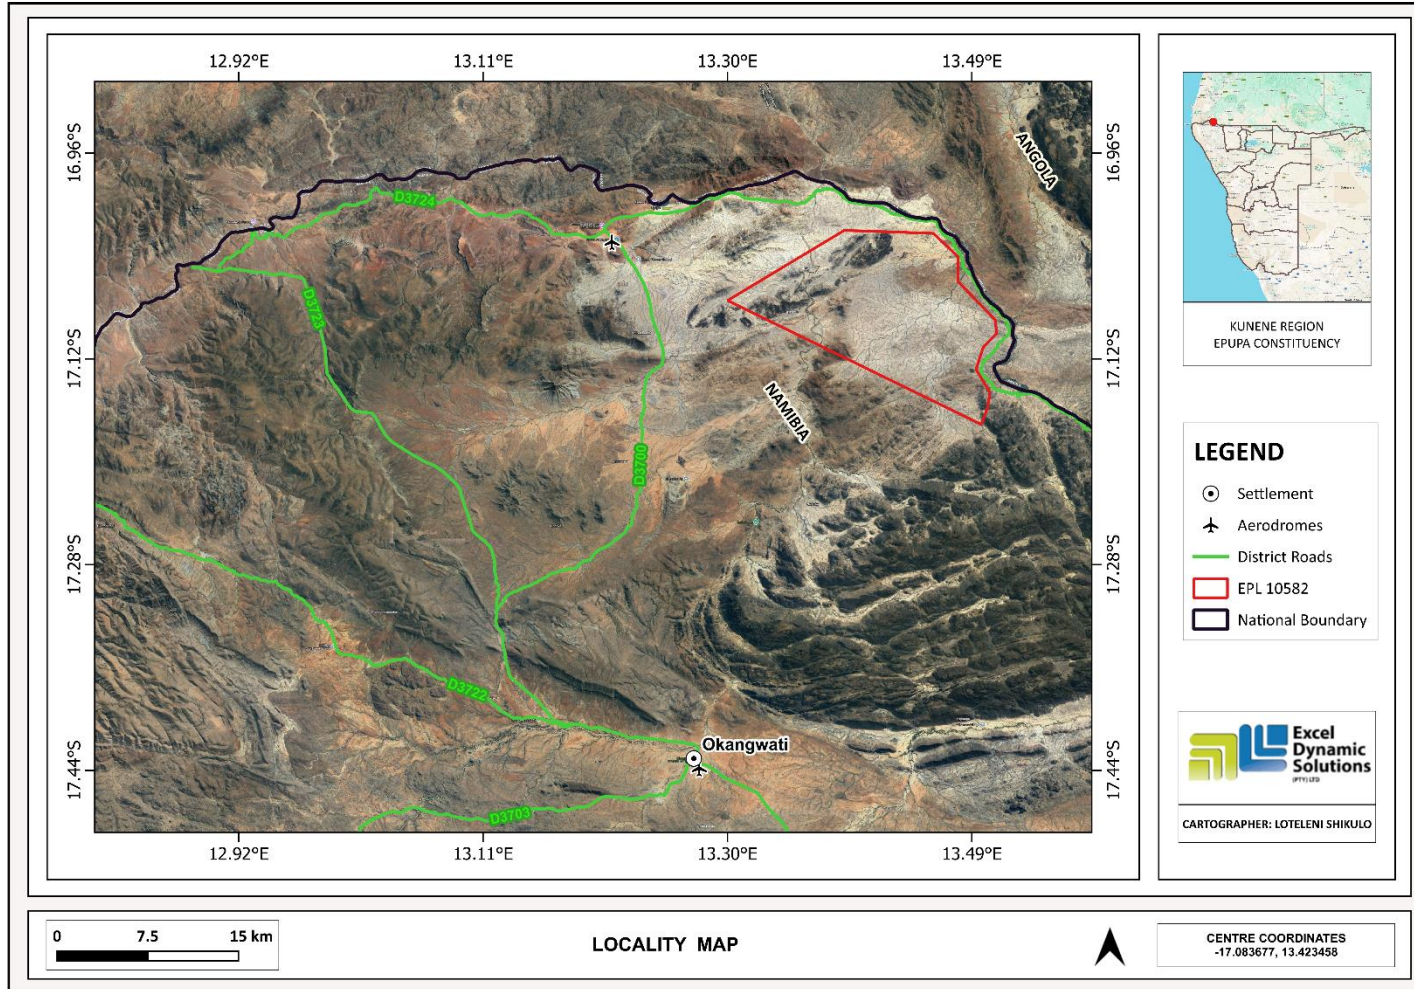 12.92°E
13.11°E
13.30°E
13.49°E
16.96°S
16.96°S
ANGOLA
D3724
D3723
17.12°S
17.12°S
NAMIBIA
D3700
17.28°S
17.28°S
D3722
Okangwati
17.44°S
17.44°S
D3703
12.92°E
13.11°E
13.30°E
13.49°E
KUNENE REGION
EPUPA CONSTITUENCY
LEGEND
Settlement
Aerodromes
District Roads
EPL 10582
National Boundary
Excel
Dynamic
Solutions
(PTY) LTD
CARTOGRAPHER: LOTELENI SHIKULO
0 7.5 15 km
LOCALITY MAP
CENTRE COORDINATES
-17.083677, 13.423458